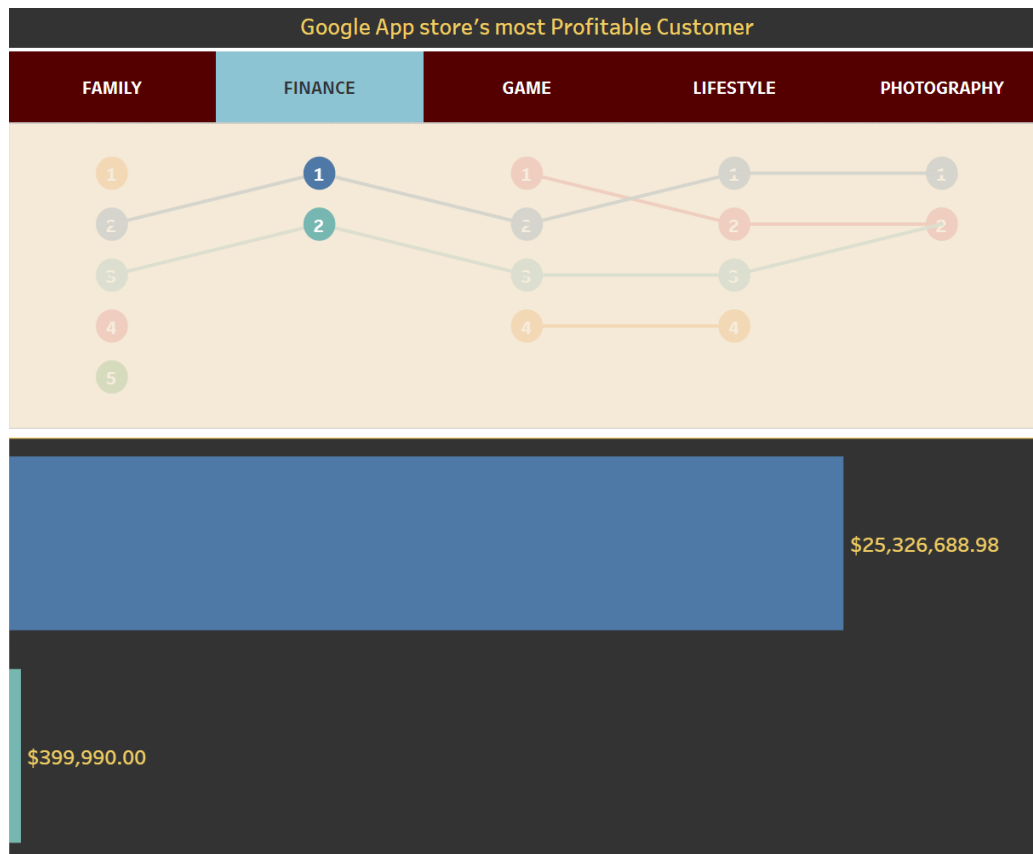 Google App store's most Profitable Customer
FAMILY FINANCE GAME LIFESTYLE PHOTOGRAPHY
1 1 1 1 1
2 2 2 2 2
3 3 3
4 4 4
5
$25,326,688.98
$399,990.00